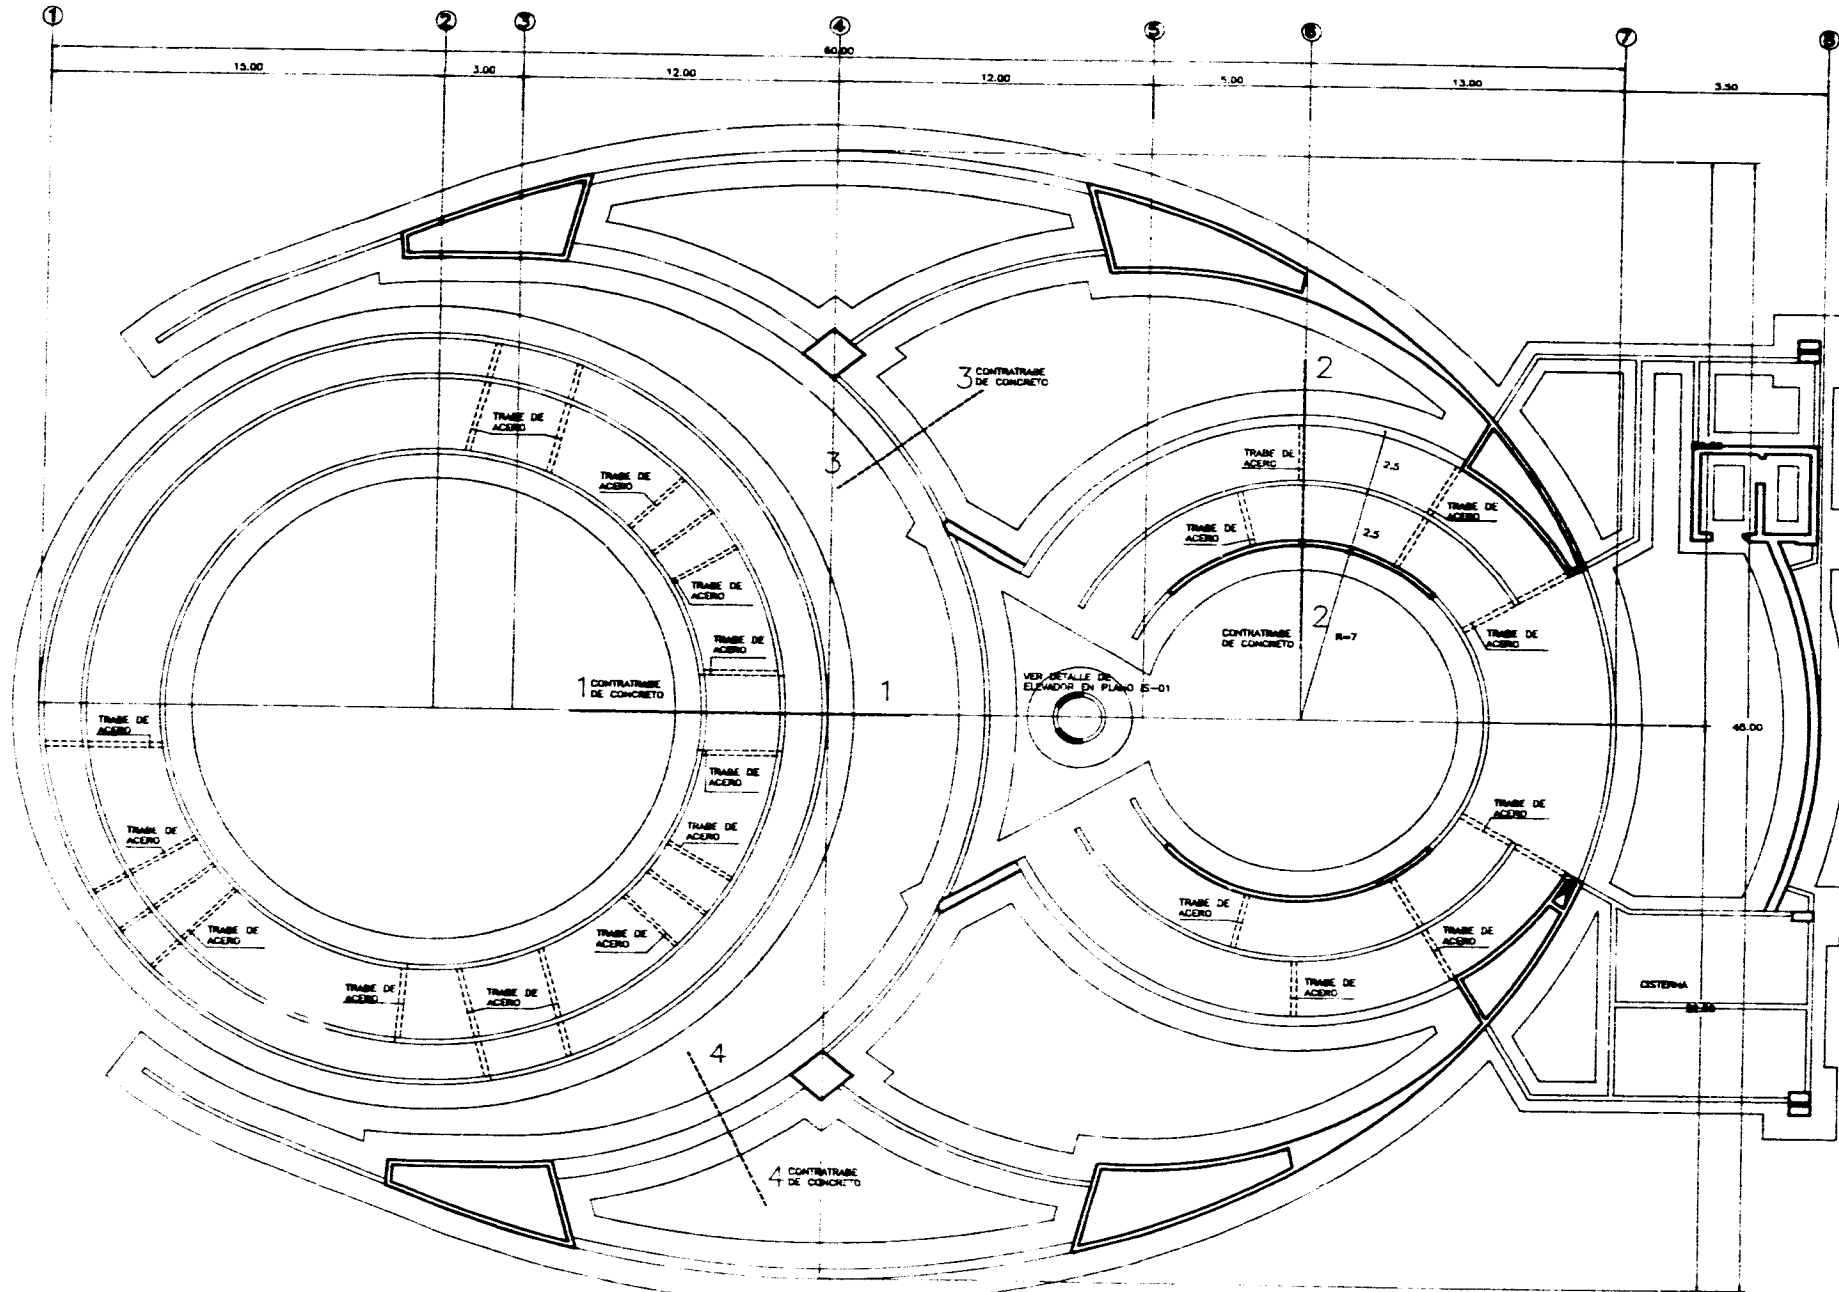 1 2 3 4 5 6 7 8
60.00
15.00 3.00 12.00 12.00 5.00 13.00 3.50
3 CONTRATRABE
DE CONCRETO
2
TRABE DE
ACERO
3
TRABE DE
ACERO
2.5
TRABE DE
ACERO
TRABE DE
ACERO
TRABE DE
ACERO
2.5
TRABE DE
ACERO
2
CONTRATRABE
DE CONCRETO
R=7
TRABE DE
ACERO
TRABE DE
ACERO
1 CONTRATRABE
DE CONCRETO
1
VER DETALLE DE
ELEVADOR EN PLANO IS-01
TRABE DE
ACERO
48.00
TRABE DE
ACERO
TRABE DE
ACERO
TRABE DE
ACERO
TRABE DE
ACERO
TRABE DE
ACERO
TRABE DE
ACERO
TRABE DE
ACERO
TRABE DE
ACERO
TRABE DE
ACERO
TRABE DE
ACERO
TRABE DE
ACERO
CISTERNA
4
4 CONTRATRABE
DE CONCRETO